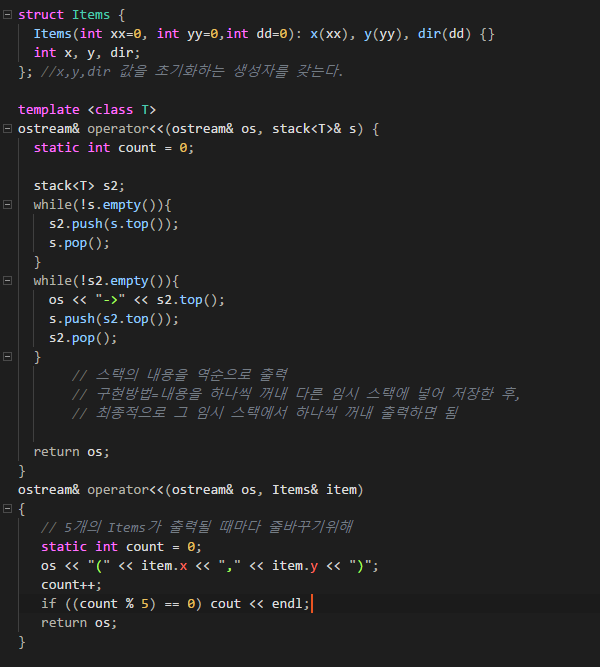 struct Items {
Items(int xx=0, int yy=0,int dd=0): x(xx), y(yy), dir(dd) {}
int x, y, dir;
}; //x,y,dir 값을 초기화하는 생성자를 갖는다.
template <class T>
ostream& operator<<(ostream& os, stack<T>& s) {
static int count = 0;
stack<T> s2;
while(!s.empty()){
s2.push(s.top());
s.pop();
}
while(!s2.empty()){
os << "->" << s2.top();
s.push(s2.top());
s2.pop();
}
// 스택의 내용을 역순으로 출력
// 구현방법=내용을 하나씩 꺼내 다른 임시 스택에 넣어 저장한 후,
// 최종적으로 그 임시 스택에서 하나씩 꺼내 출력하면 됨
return os;
}
ostream& operator<<(ostream& os, Items& item)
{
// 5개의 Items가 출력될 때마다 줄바꾸기위해
static int count = 0;
os << "(" << item.x << "," << item.y << ")";
count++;
if ((count % 5) == 0) cout << endl;
return os;
}